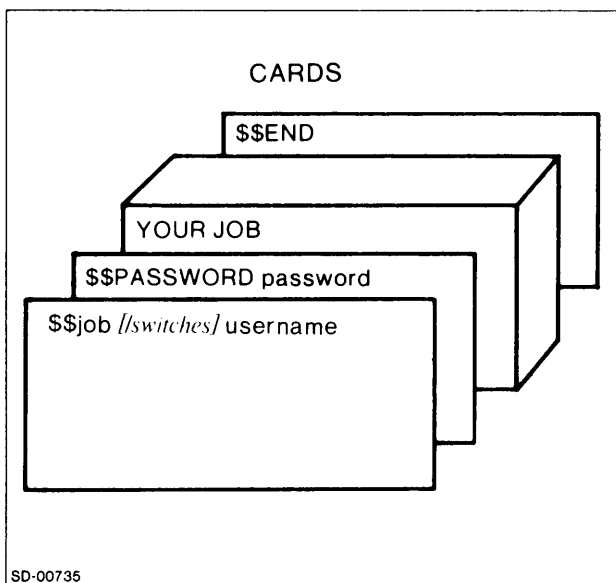 CARDS
$$END
YOUR JOB
$$PASSWORD password
$$job [/switches] username
SD-00735